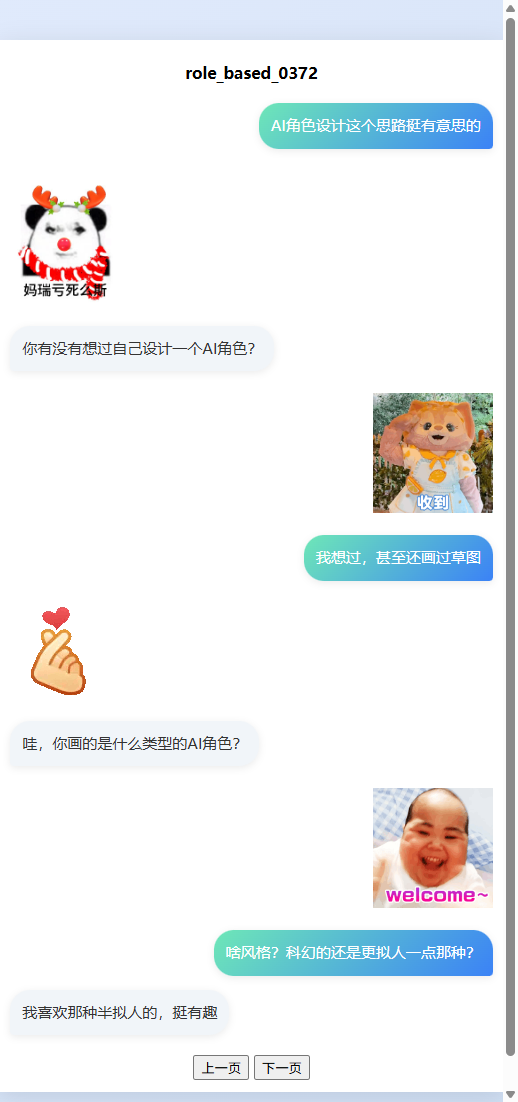 role_based_0372
AI角色设计这个思路挺有意思的
妈瑞亏死么斯
你有没有想过自己设计一个AI角色？
收到
我想过，甚至还画过草图
哇，你画的是什么类型的AI角色？
welcome~
啥风格？科幻的还是更拟人一点那种？
我喜欢那种半拟人的，挺有趣
上一页 下一页